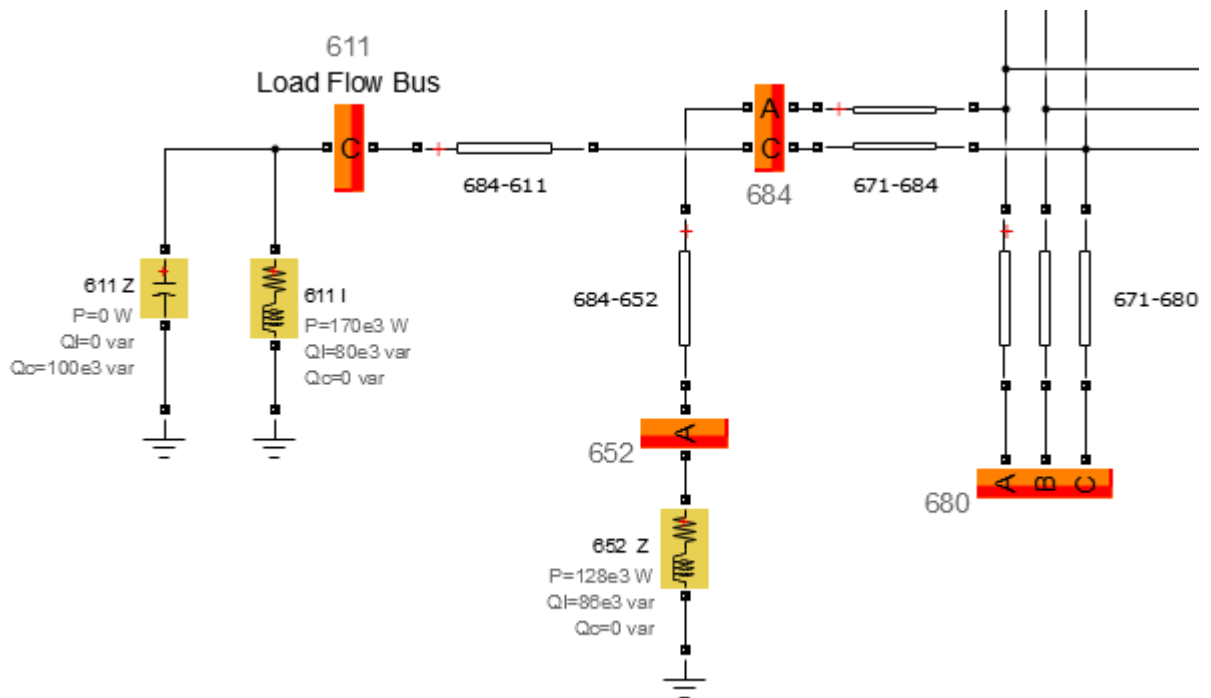 611
Load Flow Bus
C
684-611
A
C
684
671-684
611 Z
P=0 W
Ql=0 var
Qc=100e3 var
611 I
P=170e3 W
Ql=80e3 var
Qc=0 var
684-652
671-680
A
652
652 Z
P=128e3 W
Ql=86e3 var
Qc=0 var
680
A B C